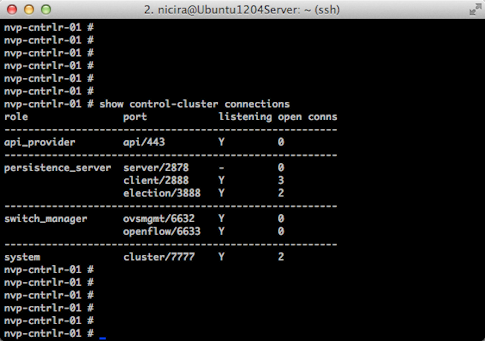 2. nicira@Ubuntu1204Server: ~ (ssh)
nvp-cntrlr-01 #
nvp-cntrlr-01 #
nvp-cntrlr-01 #
nvp-cntrlr-01 #
nvp-cntrlr-01 #
nvp-cntrlr-01 #
nvp-cntrlr-01 # show control-cluster connections
role port listening open conns
--------------------------------------------------------
api_provider api/443 Y 0
--------------------------------------------------------
persistence_server server/2878 - 0
client/2888 Y 3
election/3888 Y 2
--------------------------------------------------------
switch_manager ovsmgmt/6632 Y 0
openflow/6633 Y 0
--------------------------------------------------------
system cluster/7777 Y 2
nvp-cntrlr-01 #
nvp-cntrlr-01 #
nvp-cntrlr-01 #
nvp-cntrlr-01 #
nvp-cntrlr-01 #
nvp-cntrlr-01 #